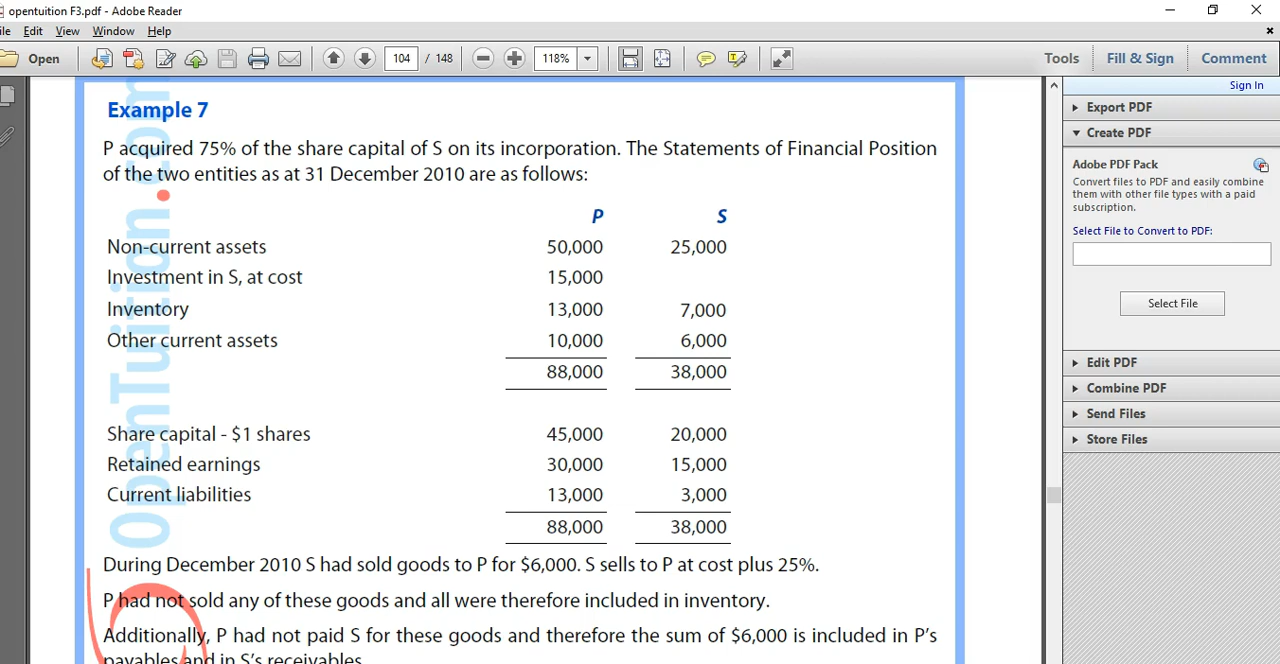 opentuition F3.pdf - Adobe Reader
ile Edit View Window Help
Open 104 / 148 118% Tools Fill & Sign Comment
Sign In
Export PDF
Create PDF
Adobe PDF Pack
Convert files to PDF and easily combine
them with other file types with a paid
subscription.
Select File to Convert to PDF:
Select File
Edit PDF
Combine PDF
Send Files
Store Files
OpenTuition.com
Example 7
P acquired 75% of the share capital of S on its incorporation. The Statements of Financial Position
of the two entities as at 31 December 2010 are as follows:
P S
Non-current assets 50,000 25,000
Investment in S, at cost 15,000
Inventory 13,000 7,000
Other current assets 10,000 6,000
88,000 38,000
Share capital - $1 shares 45,000 20,000
Retained earnings 30,000 15,000
Current liabilities 13,000 3,000
88,000 38,000
During December 2010 S had sold goods to P for $6,000. S sells to P at cost plus 25%.
P had not sold any of these goods and all were therefore included in inventory.
Additionally, P had not paid S for these goods and therefore the sum of $6,000 is included in P's
payables and in S's receivables.